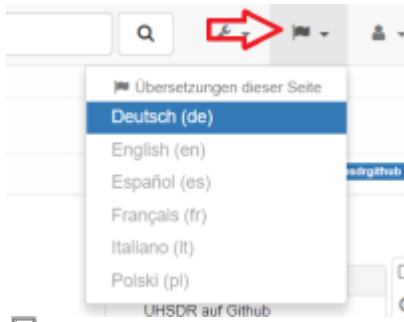 Übersetzungen dieser Seite
Deutsch (de)
English (en)
Español (es)
Français (fr)
Italiano (it)
Polski (pl)
UHSDR auf Github